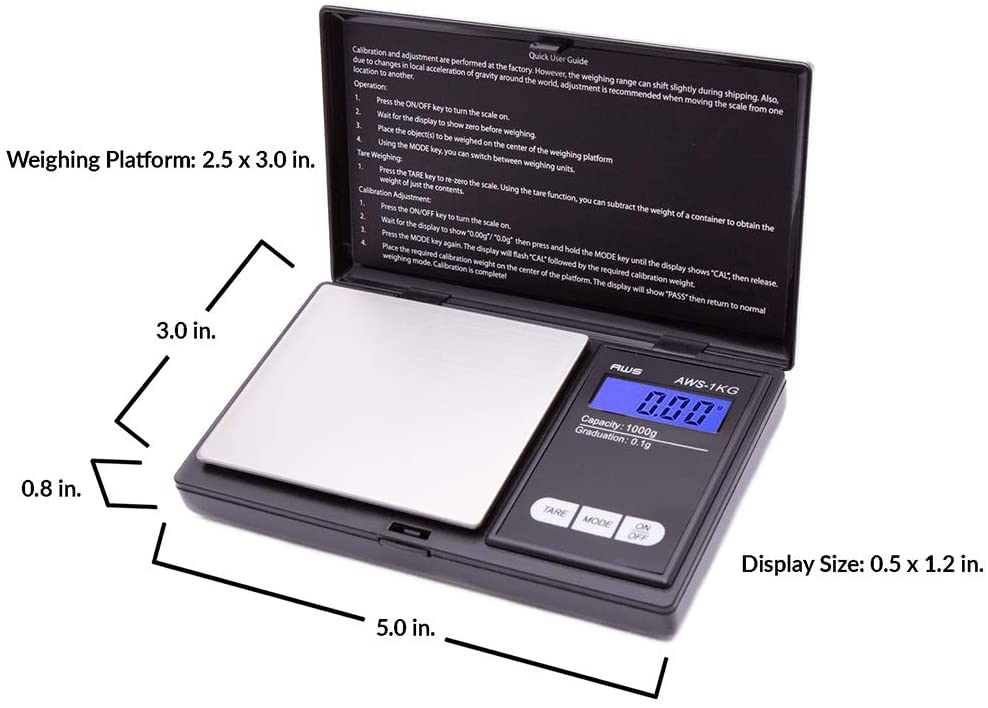 Quick User Guide
Calibration and adjustment are performed at the factory. However, the weighing range can shift slightly during shipping. Also,
due to changes in local acceleration of gravity around the world, adjustment is recommended when moving the scale from one
location to another.
Operation:
1. Press the ON/OFF key to turn the scale on.
2. Wait for the display to show zero before weighing.
3. Place the object(s) to be weighed on the center of the weighing platform
4. Using the MODE key, you can switch between weighing units.
Tare Weighing:
1. Press the TARE key to re-zero the scale. Using the tare function, you can subtract the weight of a container to obtain the
weight of just the contents.
Calibration Adjustment:
1. Press the ON/OFF key to turn the scale on.
2. Wait for the display to show "0.00g"/ "0.0g" then press and hold the MODE key until the display shows "CAL", then release.
3. Press the MODE key again. The display will flash "CAL" followed by the required calibration weight.
4. Place the required calibration weight on the center of the platform. The display will show "PASS" then return to normal
weighing mode. Calibration is complete!
Weighing Platform: 2.5 x 3.0 in.
3.0 in.
0.8 in.
5.0 in.
AWS
AWS-1KG
0.00 g
Capacity: 1000g
Graduation: 0.1g
TARE
MODE
ON
OFF
Display Size: 0.5 x 1.2 in.